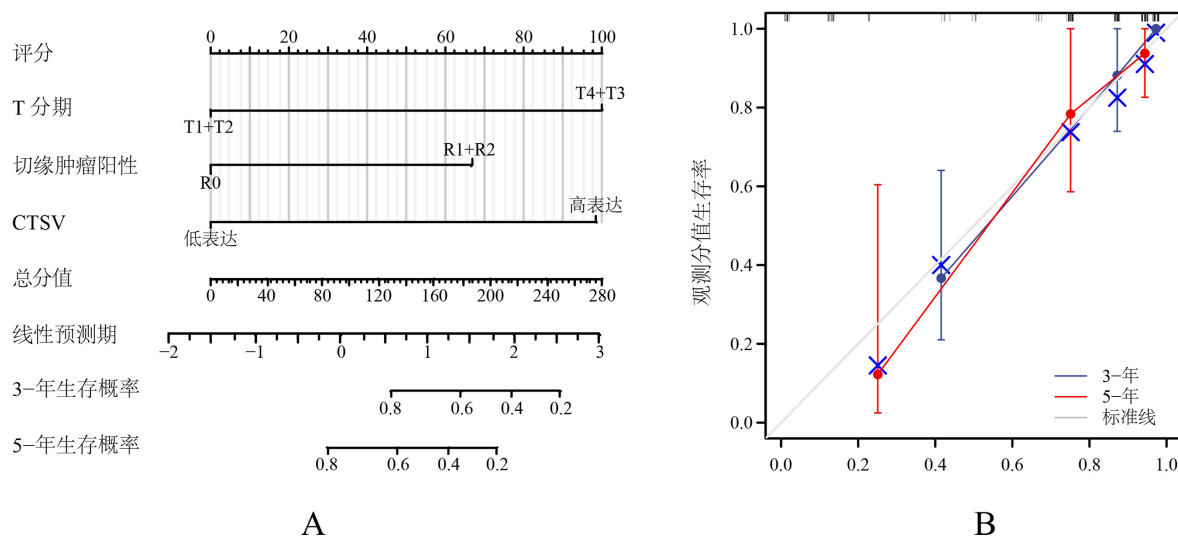 评分
0 20 40 60 80 100
T 分期
T1+T2
T4+T3
切缘肿瘤阳性
R0
R1+R2
CTSV
低表达
高表达
总分值
0 40 80 120 160 200 240 280
线性预测期
−2 −1 0 1 2 3
3−年生存概率
0.8 0.6 0.4 0.2
5−年生存概率
0.8 0.6 0.4 0.2
A
观测分值生存率
1.0
0.8
0.6
0.4
0.2
0.0
3−年
5−年
标准线
0.0 0.2 0.4 0.6 0.8 1.0
B